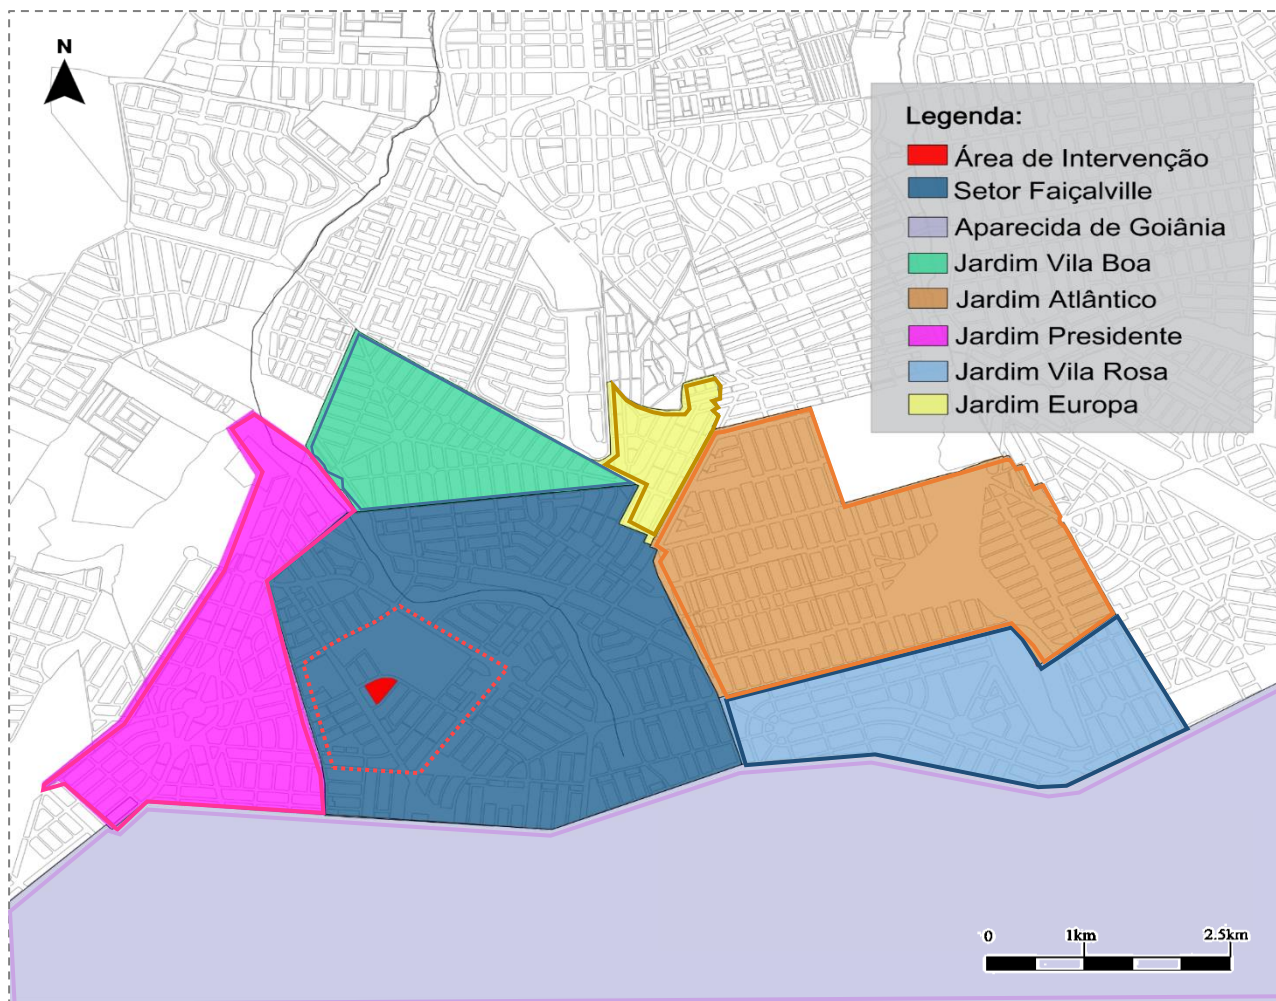 N
Legenda:
Área de Intervenção
Setor Faiçalville
Aparecida de Goiânia
Jardim Vila Boa
Jardim Atlântico
Jardim Presidente
Jardim Vila Rosa
Jardim Europa
0 1km 2.5km